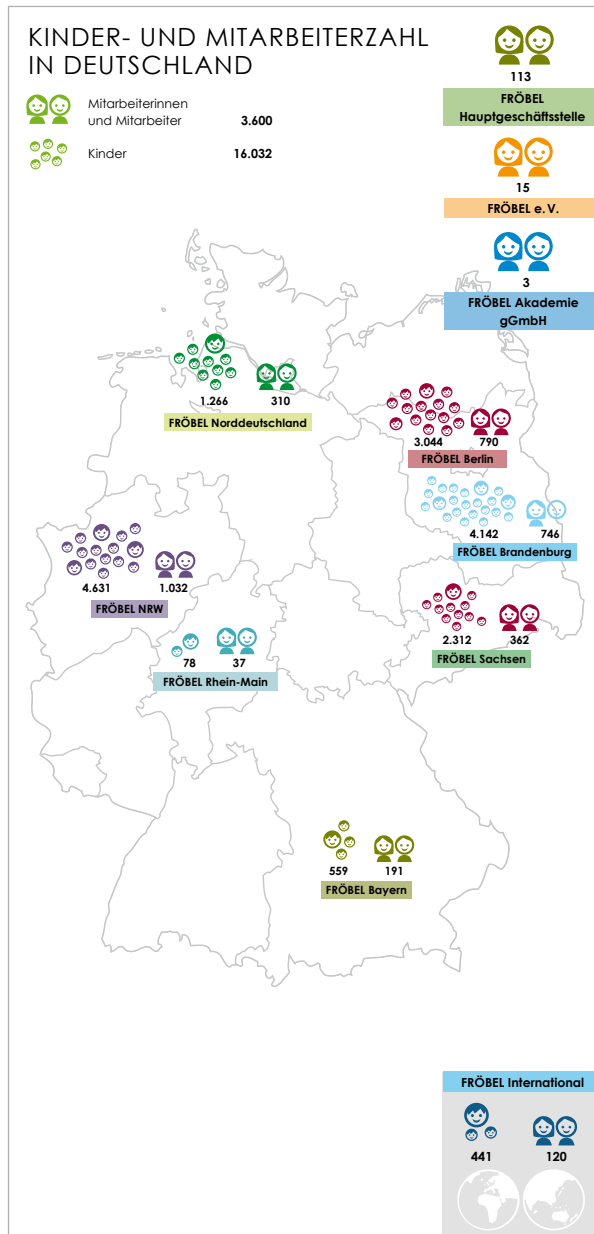 KINDER- UND MITARBEITERZAHL
IN DEUTSCHLAND
Mitarbeiterinnen
und Mitarbeiter 3.600
Kinder 16.032
113
FRÖBEL
Hauptgeschäftsstelle
15
FRÖBEL e. V.
3
FRÖBEL Akademie
gGmbH
1.266 310
FRÖBEL Norddeutschland
3.044 790
FRÖBEL Berlin
4.142 746
FRÖBEL Brandenburg
4.631 1.032
FRÖBEL NRW
2.312 362
FRÖBEL Sachsen
78 37
FRÖBEL Rhein-Main
559 191
FRÖBEL Bayern
FRÖBEL International
441 120